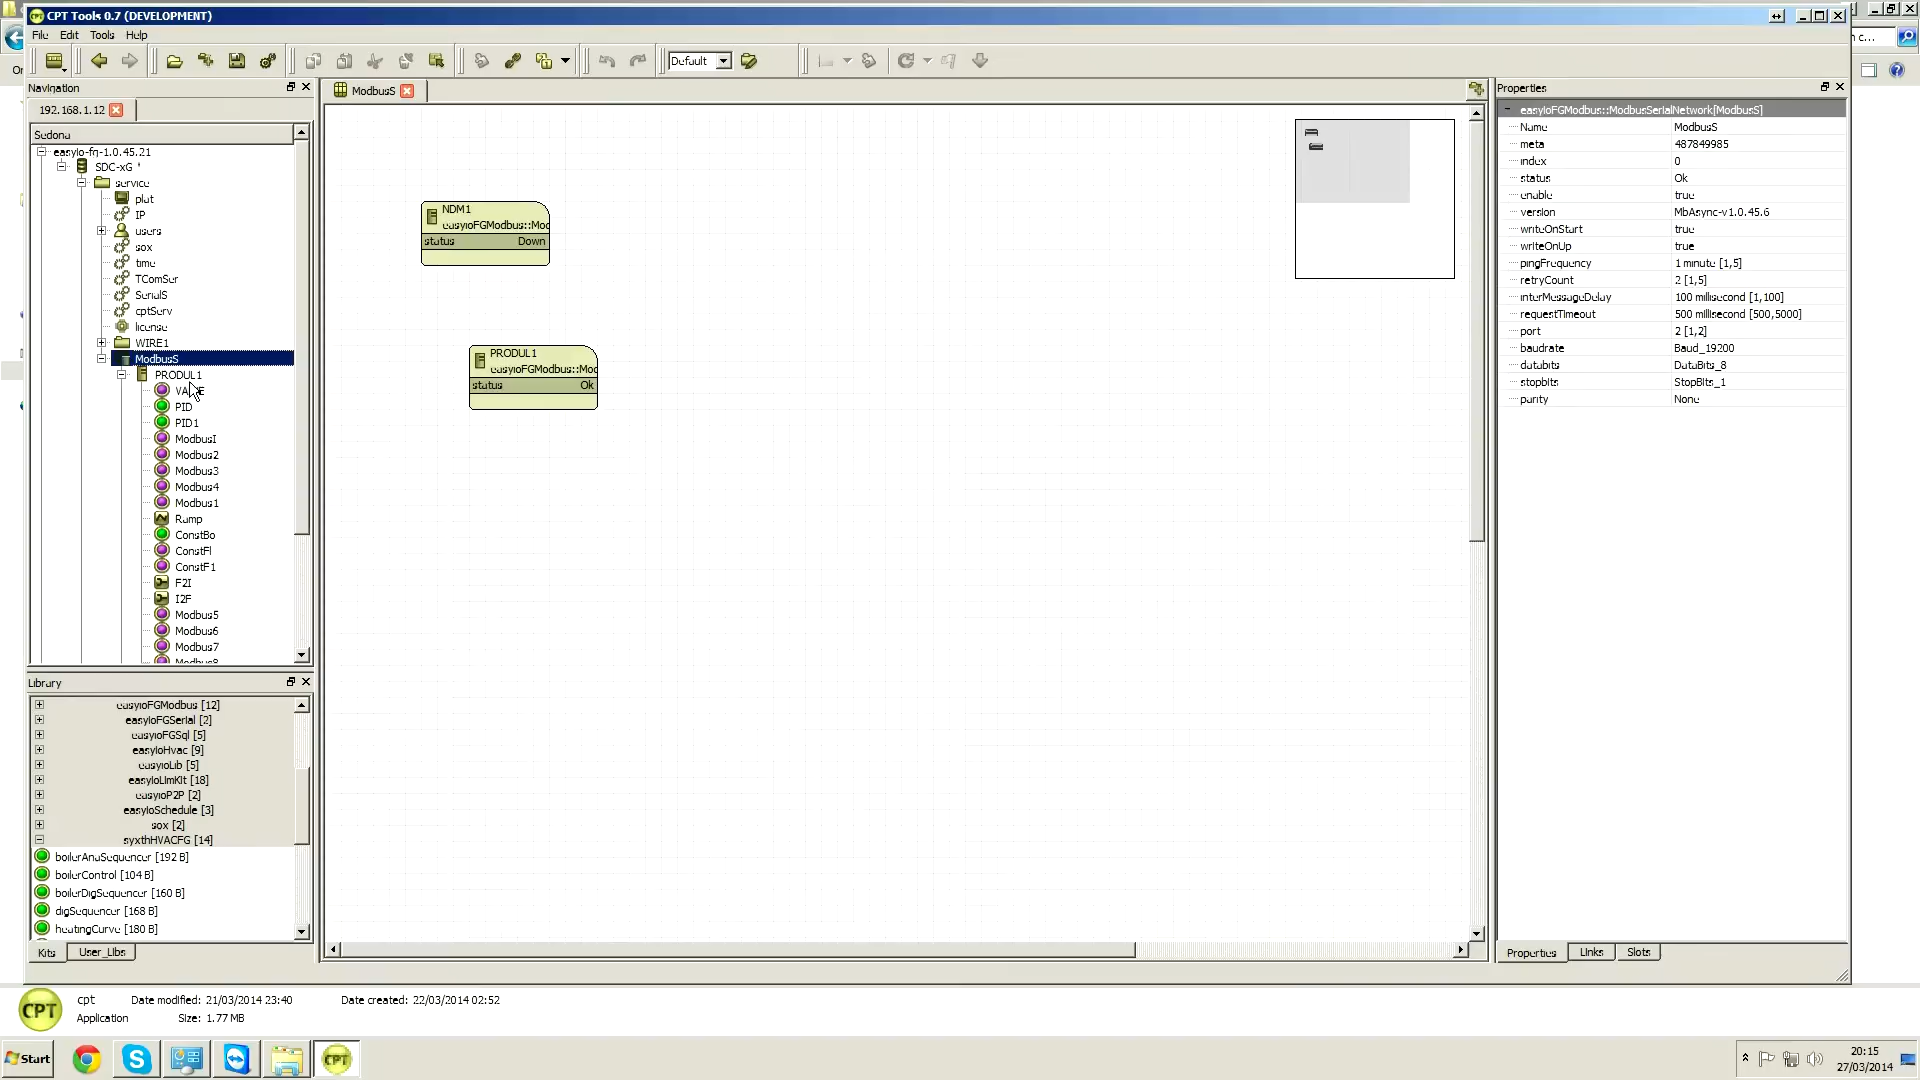 CPT Tools 0.7 (DEVELOPMENT)
File Edit Tools Help
Default
Navigation
192.168.1.12
Sedona
easyio-fg-1.0.45.21
SDC-xG *
service
plat
IP
users
sox
time
TComSer
SerialS
cptServ
license
WIRE1
ModbusS
PRODUL1
PID
PID1
ModbusI
Modbus2
Modbus3
Modbus4
Modbus1
Ramp
ConstBo
ConstFl
ConstF1
F2I
I2F
Modbus5
Modbus6
Modbus7
Modbus8
Library
easyioFGModbus [12]
easyioFGSerial [2]
easyioFGSql [5]
easyioHvac [9]
easyioLib [5]
easyioLimKit [18]
easyioP2P [2]
easyioSchedule [3]
sox [2]
syxthHVACFG [14]
boilerAnaSequencer [192 B]
boilerControl [104 B]
boilerDigSequencer [160 B]
digSequencer [168 B]
heatingCurve [180 B]
Kits User_Libs
ModbusS
NDM1
easyioFGModbus::Mod
status Down
PRODUL1
easyioFGModbus::Mod
status Ok
Properties
easyioFGModbus::ModbusSerialNetwork[ModbusS]
Name ModbusS
meta 487849985
index 0
status Ok
enable true
version MbAsync-v1.0.45.6
writeOnStart true
writeOnUp true
pingFrequency 1 minute [1,5]
retryCount 2 [1,5]
interMessageDelay 100 millisecond [1,100]
requestTimeout 500 millisecond [500,5000]
port 2 [1,2]
baudrate Baud_19200
databits DataBits_8
stopbits StopBits_1
parity None
Properties Links Slots
cpt Date modified: 21/03/2014 23:40 Date created: 22/03/2014 02:52
Application Size: 1.77 MB
CPT
Start
CPT
20:15
27/03/2014